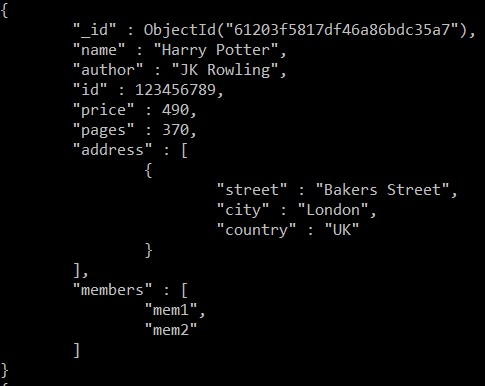 {
"_id" : ObjectId("61203f5817df46a86bdc35a7"),
"name" : "Harry Potter",
"author" : "JK Rowling",
"id" : 123456789,
"price" : 490,
"pages" : 370,
"address" : [
{
"street" : "Bakers Street",
"city" : "London",
"country" : "UK"
}
],
"members" : [
"mem1",
"mem2"
]
}